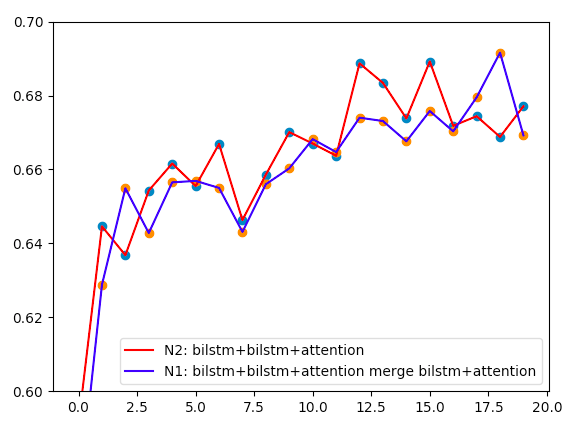 0.70
0.68
0.66
0.64
0.62
0.60
N2: bilstm+bilstm+attention
N1: bilstm+bilstm+attention merge bilstm+attention
0.0 2.5 5.0 7.5 10.0 12.5 15.0 17.5 20.0